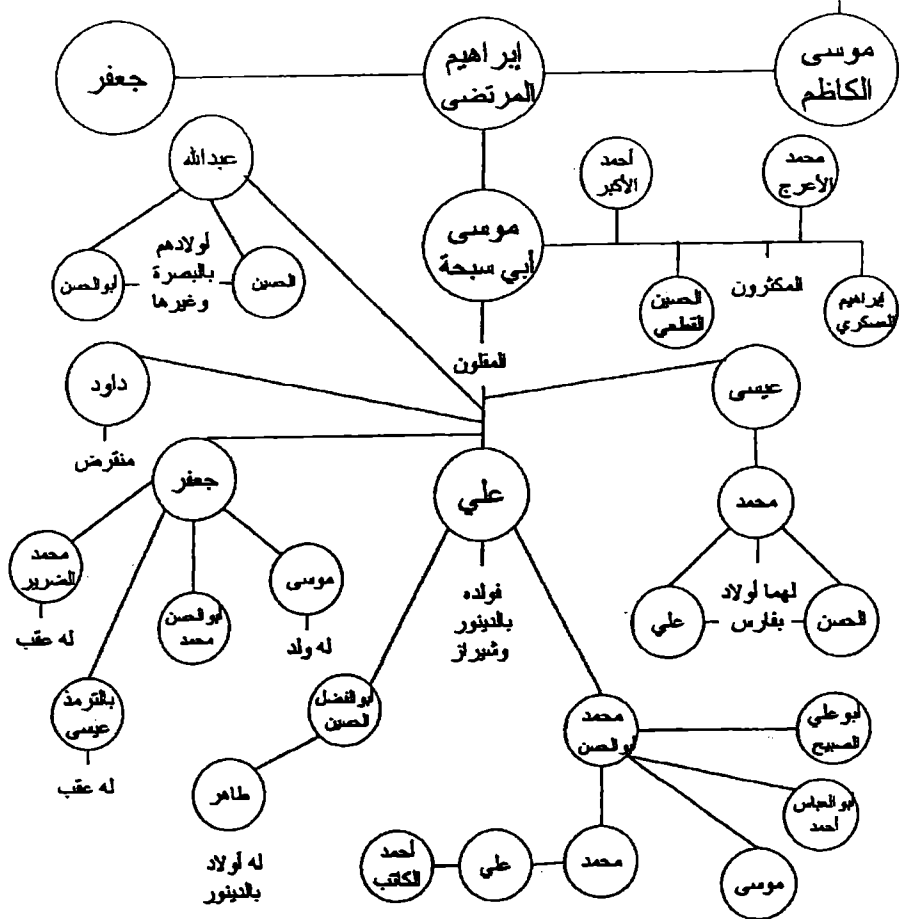 موسى
الكاظم
إبراهيم
المرتضى
جعفر
محمد
الأعرج
أحمد
الأكبر
عبدالله
موسى
أبي سبحة
أولادهم
بالبصرة
وغيرها
الحسين
أبوالحسن
المكثرون
إبراهيم
العسكري
الحسين
القطعي
المقلون
عيسى
داود
منقرض
جعفر
علي
محمد
محمد
الضرير
له عقب
موسى
له ولد
أبوالحسن
محمد
فولده
بالدينور
وشيراز
لهما أولاد
بفارس
الحسن
علي
بالترمذ
عيسى
له عقب
أبوالفضل
الحسين
محمد
أبوالحسن
أبوعلي
الصبيح
طاهر
له أولاد
بالدينور
أبوالعباس
أحمد
موسى
محمد
علي
أحمد
الكاتب